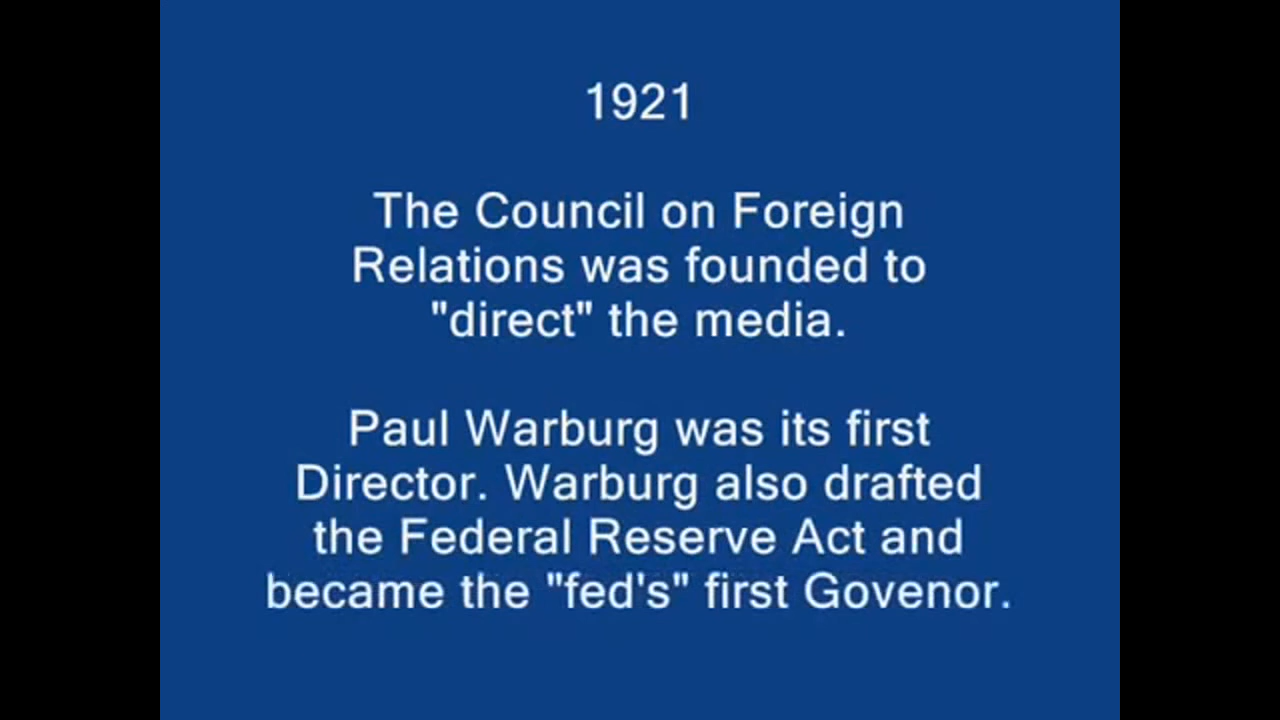 1921
The Council on Foreign
Relations was founded to
"direct" the media.
Paul Warburg was its first
Director. Warburg also drafted
the Federal Reserve Act and
became the "fed's" first Govenor.